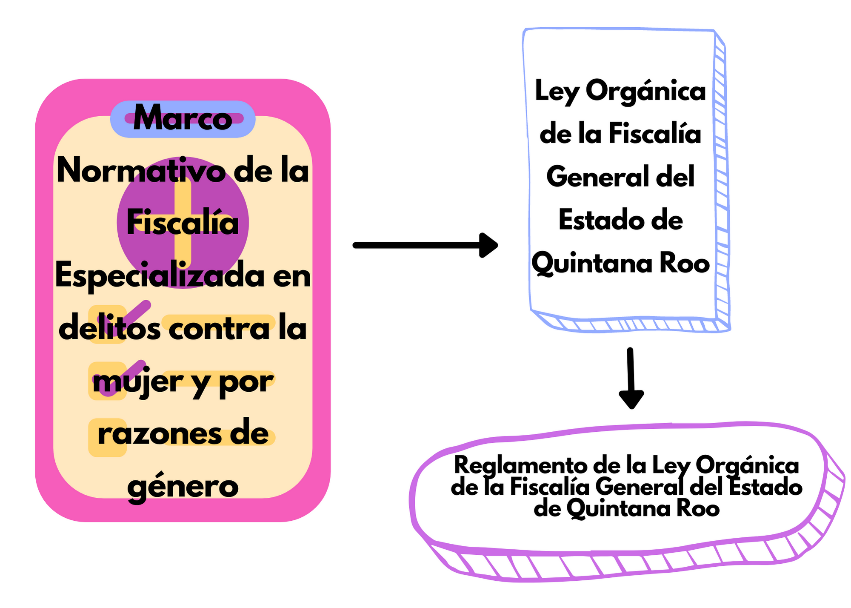 Marco
Normativo de la
Fiscalía
Especializada en
delitos contra la
mujer y por
razones de
género
Ley Orgánica
de la Fiscalía
General del
Estado de
Quintana Roo
Reglamento de la Ley Orgánica
de la Fiscalía General del Estado
de Quintana Roo